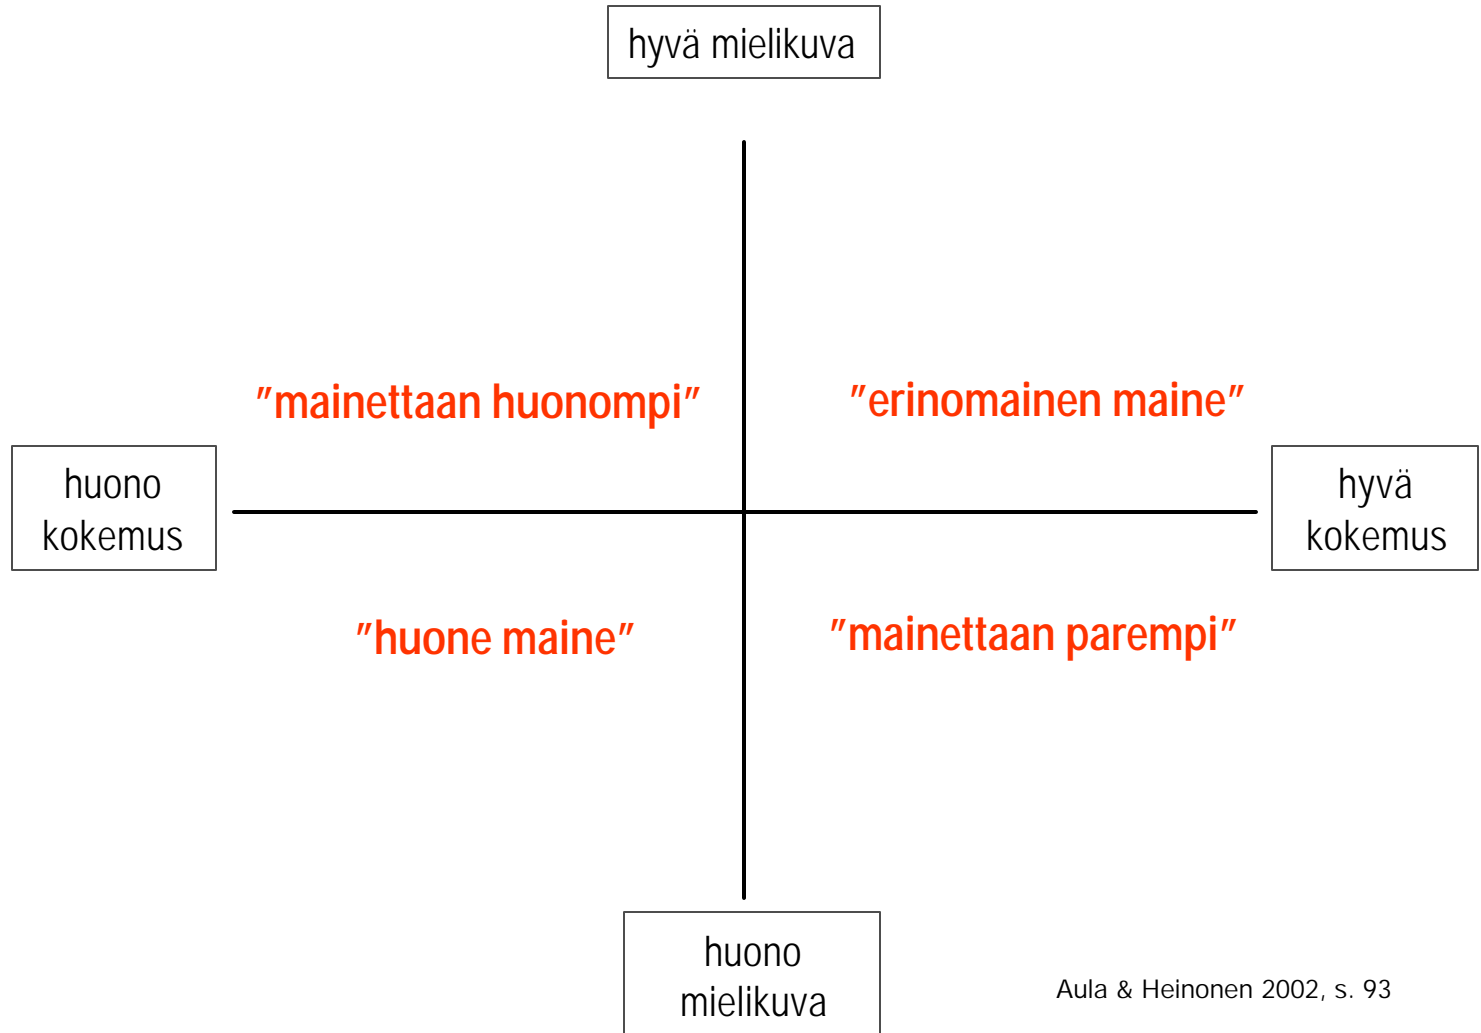 hyvä mielikuva
"mainettaan huonompi"
"erinomainen maine"
huono
kokemus
hyvä
kokemus
"huone maine"
"mainettaan parempi"
huono
mielikuva
Aula & Heinonen 2002, s. 93